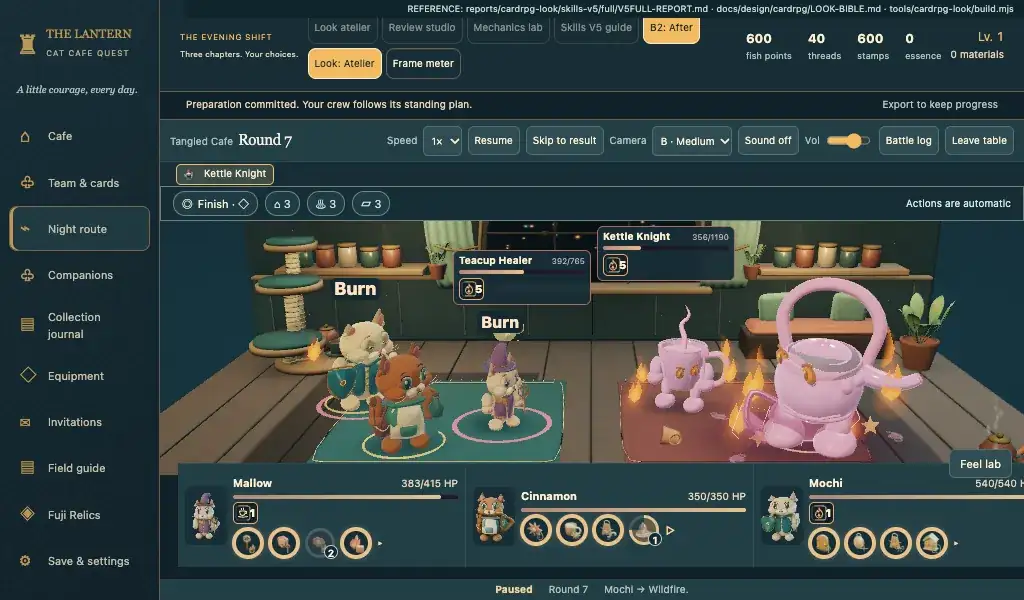 REFERENCE: reports/cardrpg-look/skills-v5/full/V5FULL-REPORT.md · docs/design/cardrpg/LOOK-BIBLE.md · tools/cardrpg-look/build.mjs
THE LANTERN
CAT CAFE QUEST
A little courage, every day.
Cafe
Team & cards
Night route
Companions
Collection
journal
Equipment
Invitations
Field guide
Fuji Relics
Save & settings
THE EVENING SHIFT
Three chapters. Your choices.
Look atelier
Review studio
Mechanics lab
Skills V5 guide
B2: After
Look: Atelier
Frame meter
600
fish points
40
threads
600
stamps
0
essence
Lv. 1
0 materials
Preparation committed. Your crew follows its standing plan.
Export to keep progress
Tangled Cafe Round 7
Speed
1x
Resume
Skip to result
Camera
B · Medium
Sound off
Vol
Battle log
Leave table
Kettle Knight
Finish ·
3
3
3
Actions are automatic
Kettle Knight 356/1190
5
Teacup Healer 392/765
5
Burn
Burn
Feel lab
Mallow 383/415 HP
1
2
Cinnamon 350/350 HP
1
Mochi 540/540 H
1
Paused Round 7 Mochi → Wildfire.